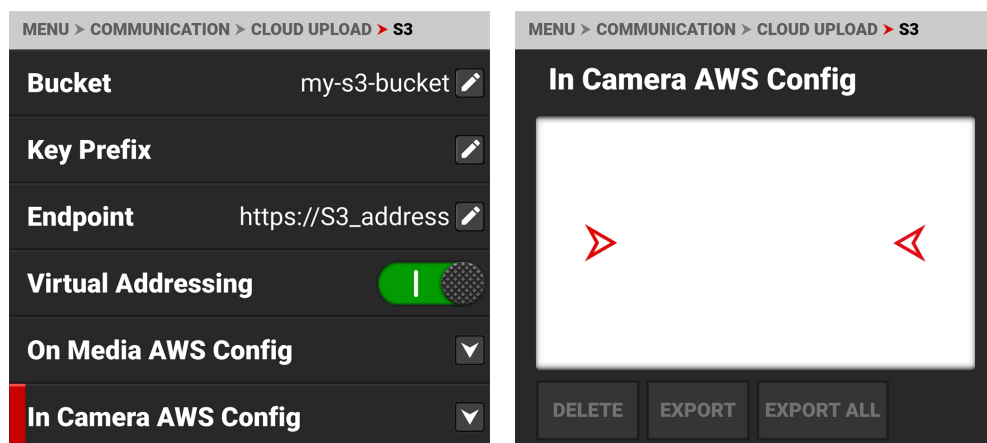 MENU > COMMUNICATION > CLOUD UPLOAD > S3
Bucket my-s3-bucket
Key Prefix
Endpoint https://S3_address
Virtual Addressing
On Media AWS Config
In Camera AWS Config
MENU > COMMUNICATION > CLOUD UPLOAD > S3
In Camera AWS Config
DELETE EXPORT EXPORT ALL